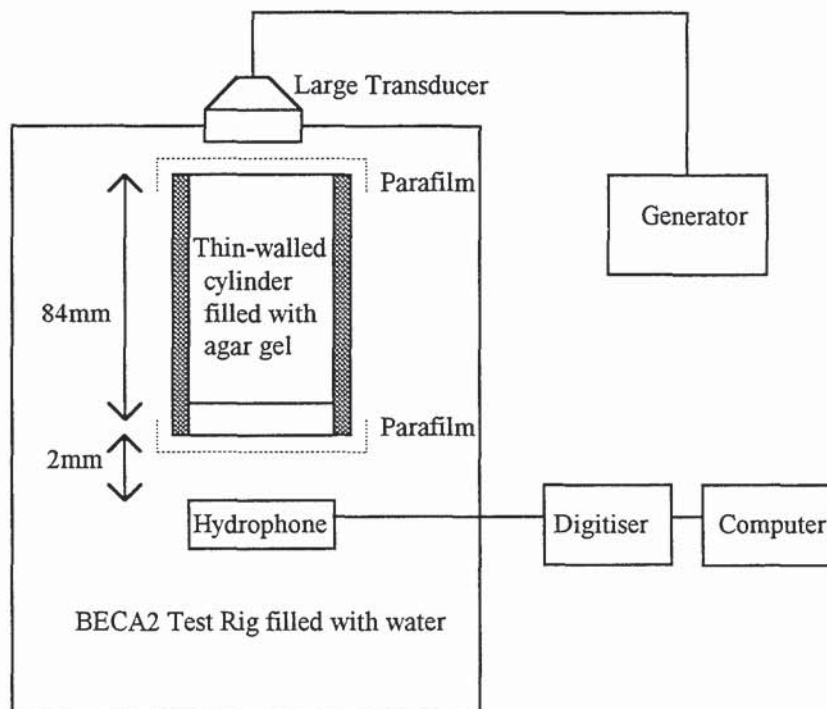 Large Transducer
Parafilm
Generator
Thin-walled
cylinder
filled with
agar gel
84mm
Parafilm
2mm
Hydrophone
Digitiser
Computer
BECA2 Test Rig filled with water